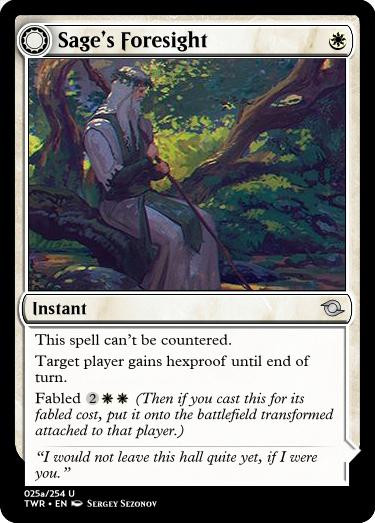 Sage's Foresight
Instant
This spell can't be countered.
Target player gains hexproof until end of
turn.
Fabled 2 (Then if you cast this for its
fabled cost, put it onto the battlefield transformed
attached to that player.)
"I would not leave this hall quite yet, if I were
you."
025a/254 U
TWR • EN Sergey Sezonov